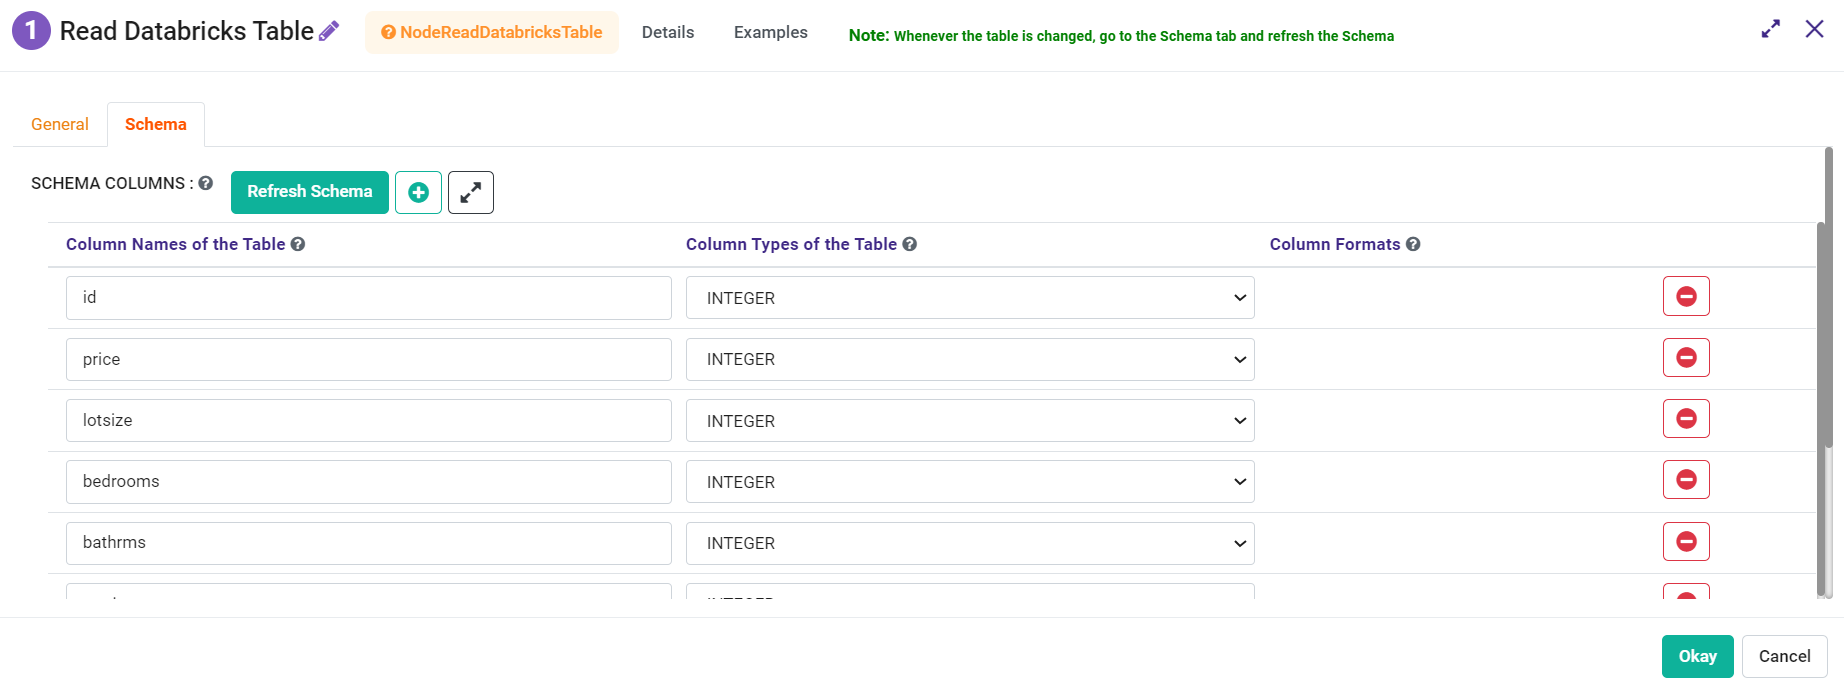 1 Read Databricks Table NodeReadDatabricksTable Details Examples Note: Whenever the table is changed, go to the Schema tab and refresh the Schema
General Schema
SCHEMA COLUMNS : Refresh Schema
Column Names of the Table Column Types of the Table Column Formats
id INTEGER
price INTEGER
lotsize INTEGER
bedrooms INTEGER
bathrms INTEGER
Okay Cancel